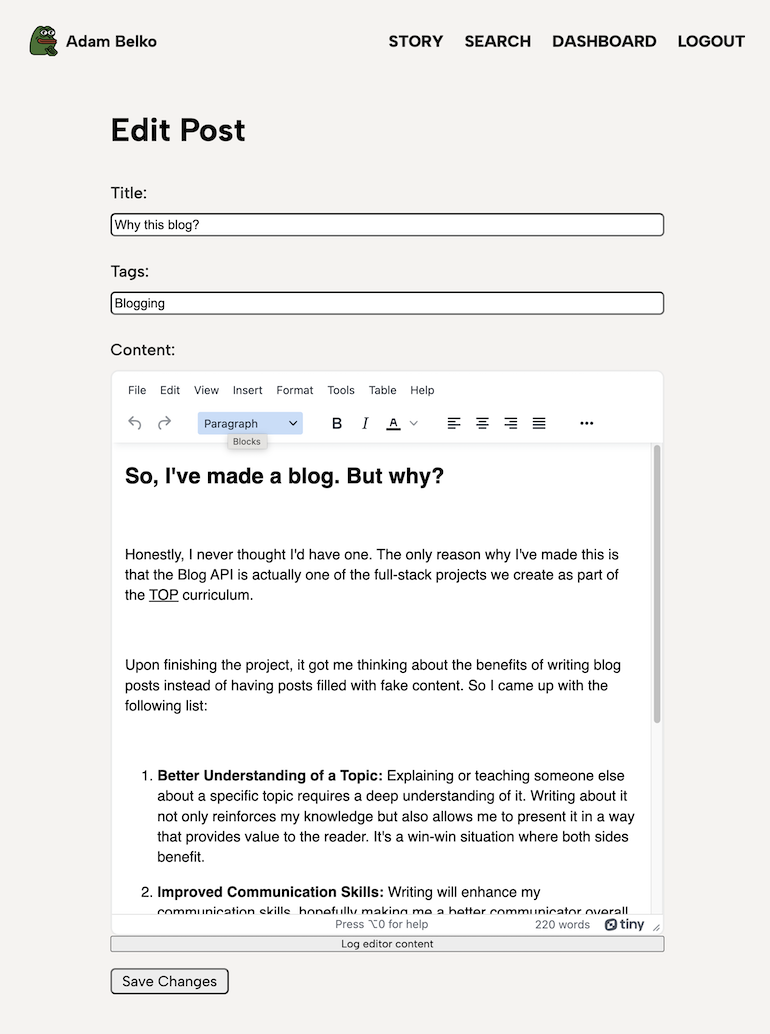 Adam Belko
STORY SEARCH DASHBOARD LOGOUT
Edit Post
Title:
Why this blog?
Tags:
Blogging
Content:
File Edit View Insert Format Tools Table Help
Paragraph B I A
Blocks
So, I've made a blog. But why?
Honestly, I never thought I'd have one. The only reason why I've made this is
that the Blog API is actually one of the full-stack projects we create as part of
the TOP curriculum.
Upon finishing the project, it got me thinking about the benefits of writing blog
posts instead of having posts filled with fake content. So I came up with the
following list:
1. Better Understanding of a Topic: Explaining or teaching someone else
about a specific topic requires a deep understanding of it. Writing about it
not only reinforces my knowledge but also allows me to present it in a way
that provides value to the reader. It's a win-win situation where both sides
benefit.
2. Improved Communication Skills: Writing will enhance my
communication skills, hopefully making me a better communicator overall
Press ⌥0 for help 220 words tiny
Log editor content
Save Changes